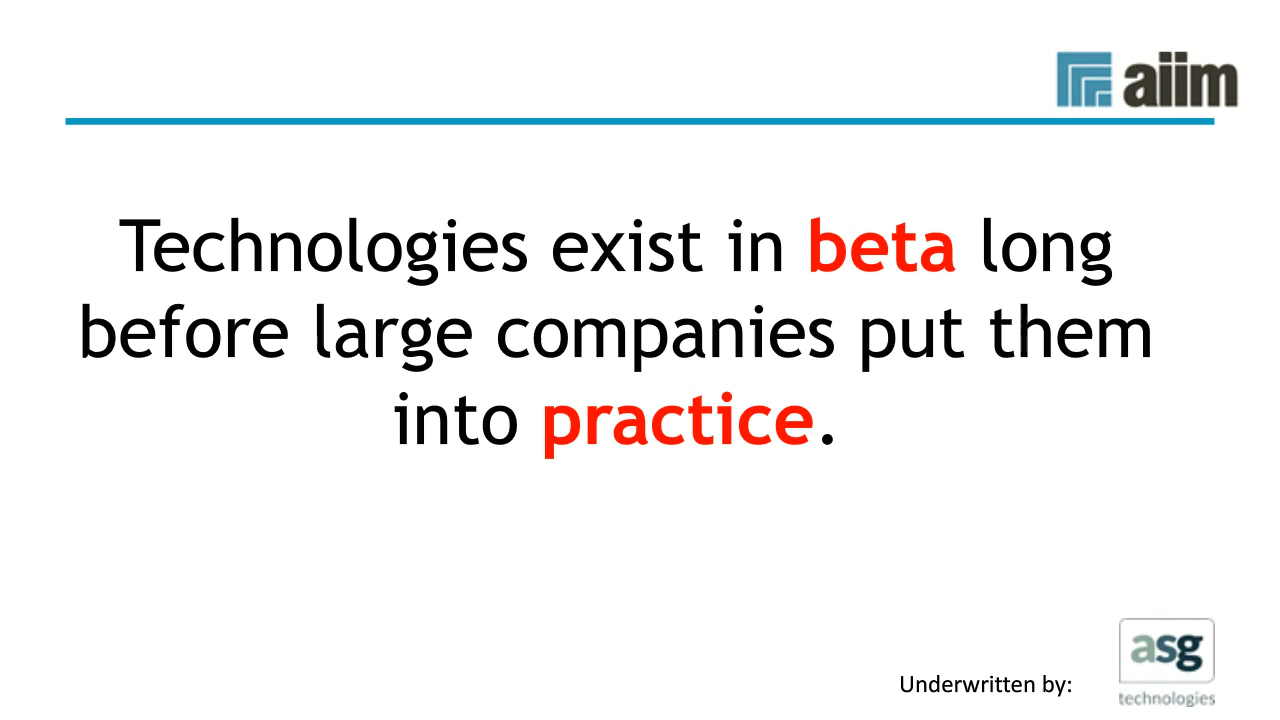 aiim
Technologies exist in beta long
before large companies put them
into practice.
Underwritten by:
asg
technologies